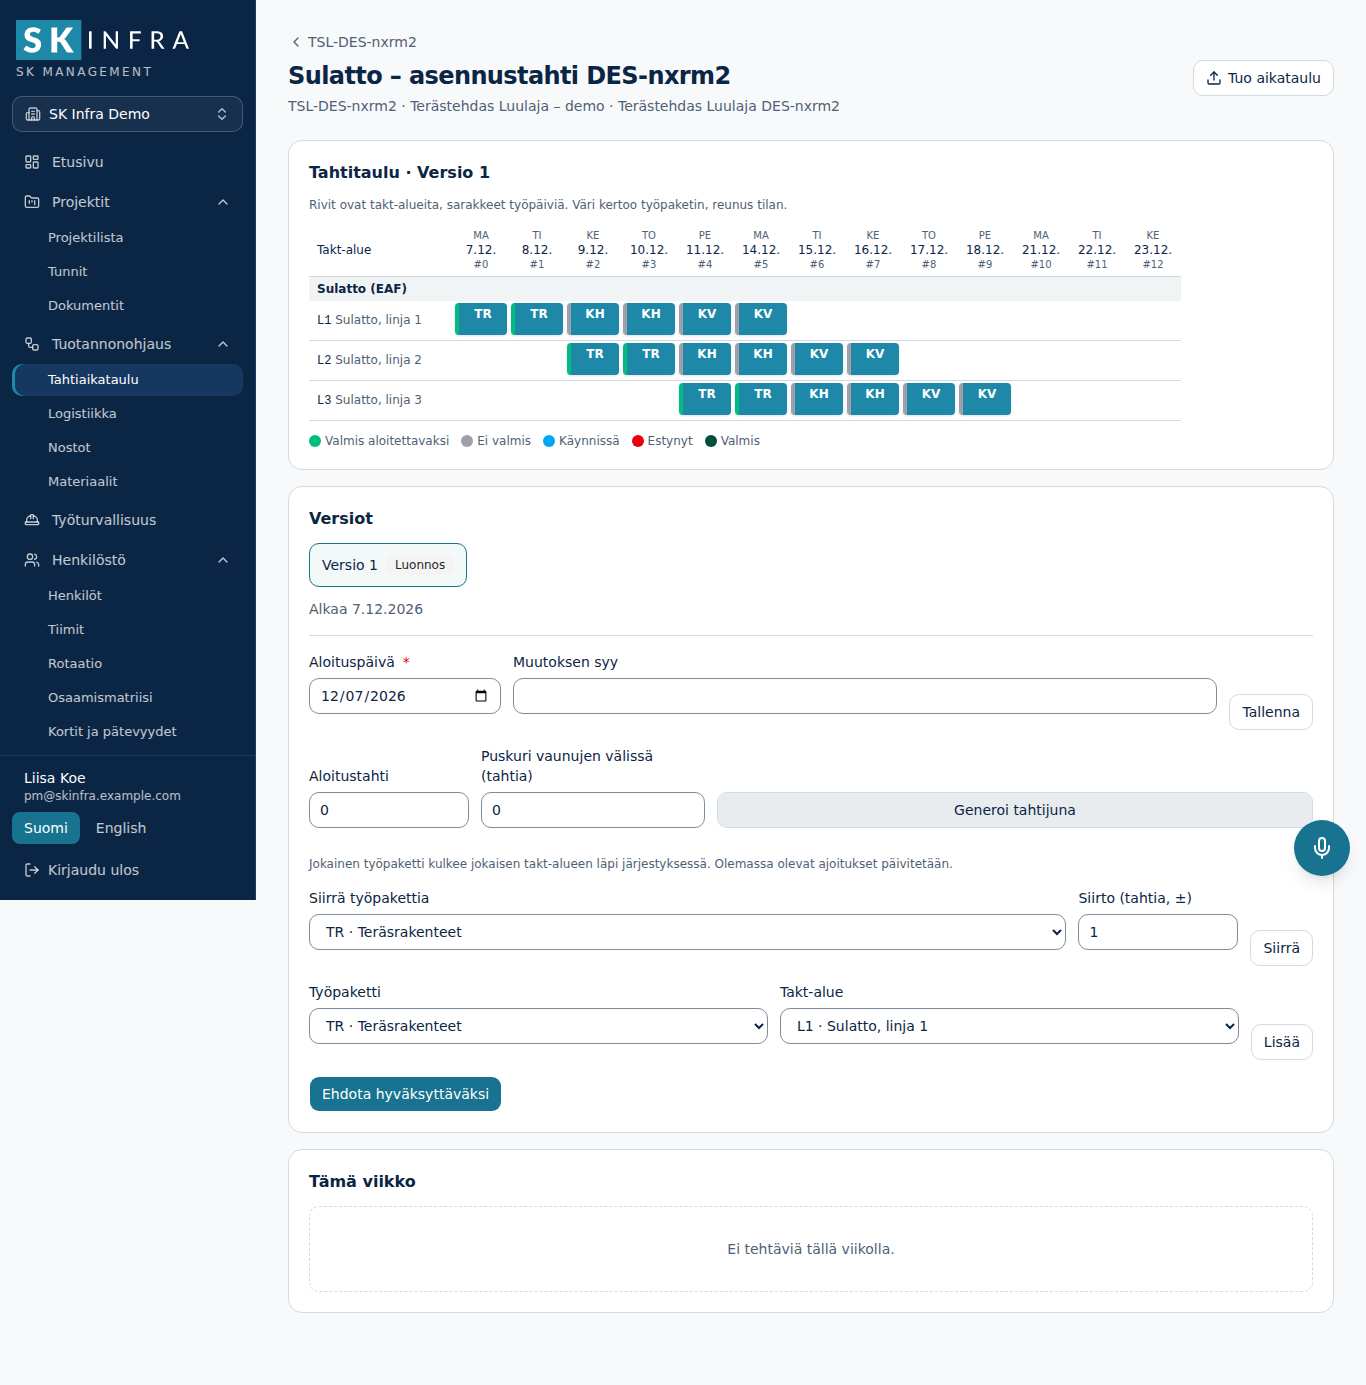 SK INFRA
SK MANAGEMENT
SK Infra Demo
Etusivu
Projektit
Projektilista
Tunnit
Dokumentit
Tuotannonohjaus
Tahtiaikataulu
Logistiikka
Nostot
Materiaalit
Työturvallisuus
Henkilöstö
Henkilöt
Tiimit
Rotaatio
Osaamismatriisi
Kortit ja pätevyydet
Liisa Koe
pm@skinfra.example.com
Suomi English
Kirjaudu ulos
TSL-DES-nxrm2
Sulatto – asennustahti DES-nxrm2
TSL-DES-nxrm2 · Terästehdas Luulaja – demo · Terästehdas Luulaja DES-nxrm2
Tuo aikataulu
Tahtitaulu · Versio 1
Rivit ovat takt-alueita, sarakkeet työpäiviä. Väri kertoo työpaketin, reunus tilan.
MA TI KE TO PE MA TI KE TO PE MA TI KE
Takt-alue 7.12. 8.12. 9.12. 10.12. 11.12. 14.12. 15.12. 16.12. 17.12. 18.12. 21.12. 22.12. 23.12.
#0 #1 #2 #3 #4 #5 #6 #7 #8 #9 #10 #11 #12
Sulatto (EAF)
L1 Sulatto, linja 1 TR TR KH KH KV KV
L2 Sulatto, linja 2 TR TR KH KH KV KV
L3 Sulatto, linja 3 TR TR KH KH KV KV
Valmis aloitettavaksi Ei valmis Käynnissä Estynyt Valmis
Versiot
Versio 1 Luonnos
Alkaa 7.12.2026
Aloituspäivä * Muutoksen syy
12/07/2026
Tallenna
Puskuri vaunujen välissä
Aloitustahti (tahtia)
0 0 Generoi tahtijuna
Jokainen työpaketti kulkee jokaisen takt-alueen läpi järjestyksessä. Olemassa olevat ajoitukset päivitetään.
Siirrä työpakettia Siirto (tahtia, ±)
TR · Teräsrakenteet 1
Siirrä
Työpaketti Takt-alue
TR · Teräsrakenteet L1 · Sulatto, linja 1
Lisää
Ehdota hyväksyttäväksi
Tämä viikko
Ei tehtäviä tällä viikolla.